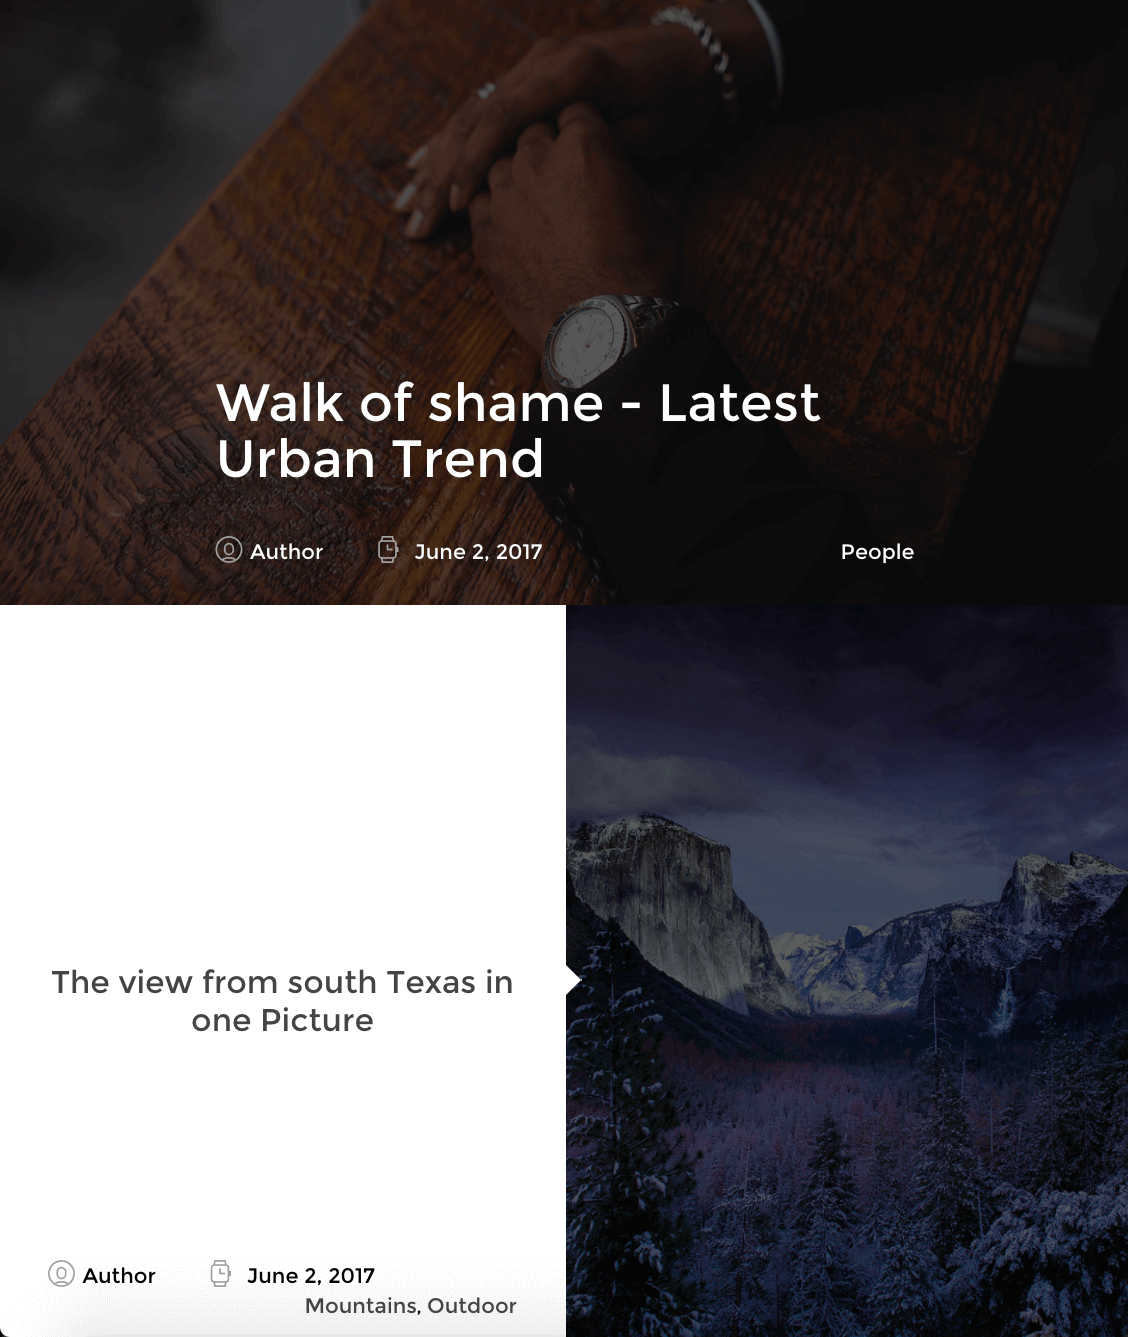 Walk of shame - Latest
Urban Trend
Author June 2, 2017 People
The view from south Texas in
one Picture
Author June 2, 2017
Mountains, Outdoor